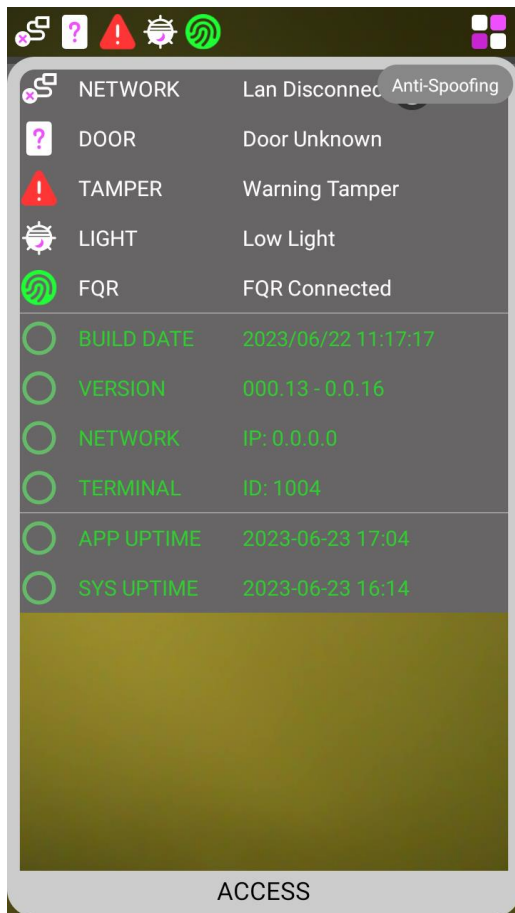 NETWORK Lan Disconnec Anti-Spoofing
DOOR Door Unknown
TAMPER Warning Tamper
LIGHT Low Light
FQR FQR Connected
BUILD DATE 2023/06/22 11:17:17
VERSION 000.13 - 0.0.16
NETWORK IP: 0.0.0.0
TERMINAL ID: 1004
APP UPTIME 2023-06-23 17:04
SYS UPTIME 2023-06-23 16:14
ACCESS